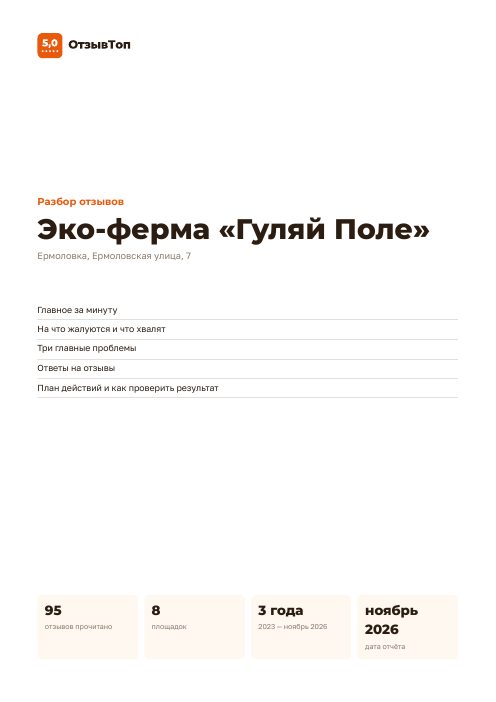 5,0
ОтзывТоп
Разбор отзывов
Эко-ферма «Гуляй Поле»
Ермоловка, Ермоловская улица, 7
Главное за минуту
На что жалуются и что хвалят
Три главные проблемы
Ответы на отзывы
План действий и как проверить результат
95
отзывов прочитано
8
площадок
3 года
2023 — ноябрь 2026
ноябрь
2026
дата отчёта